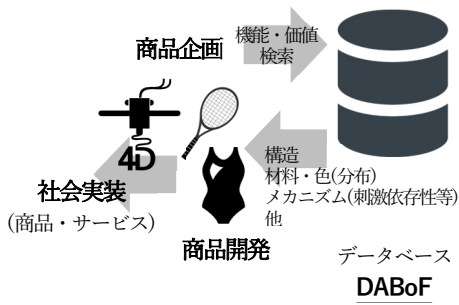 商品企画
機能・価値
検索
4D
構造
材料・色(分布)
メカニズム(刺激依存性等)
他
社会実装
(商品・サービス)
商品開発
データベース
DABoF